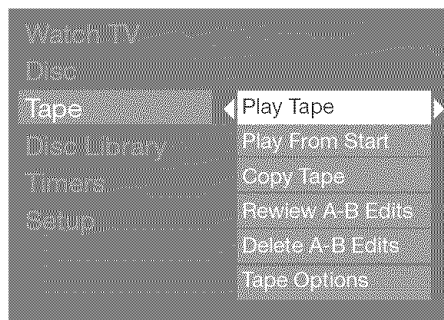 Watch TV
Disc
Tape
Disc Library
Timers
Setup
Play Tape
Play From Start
Copy Tape
Rewiew A-B Edits
Delete A-B Edits
Tape Options